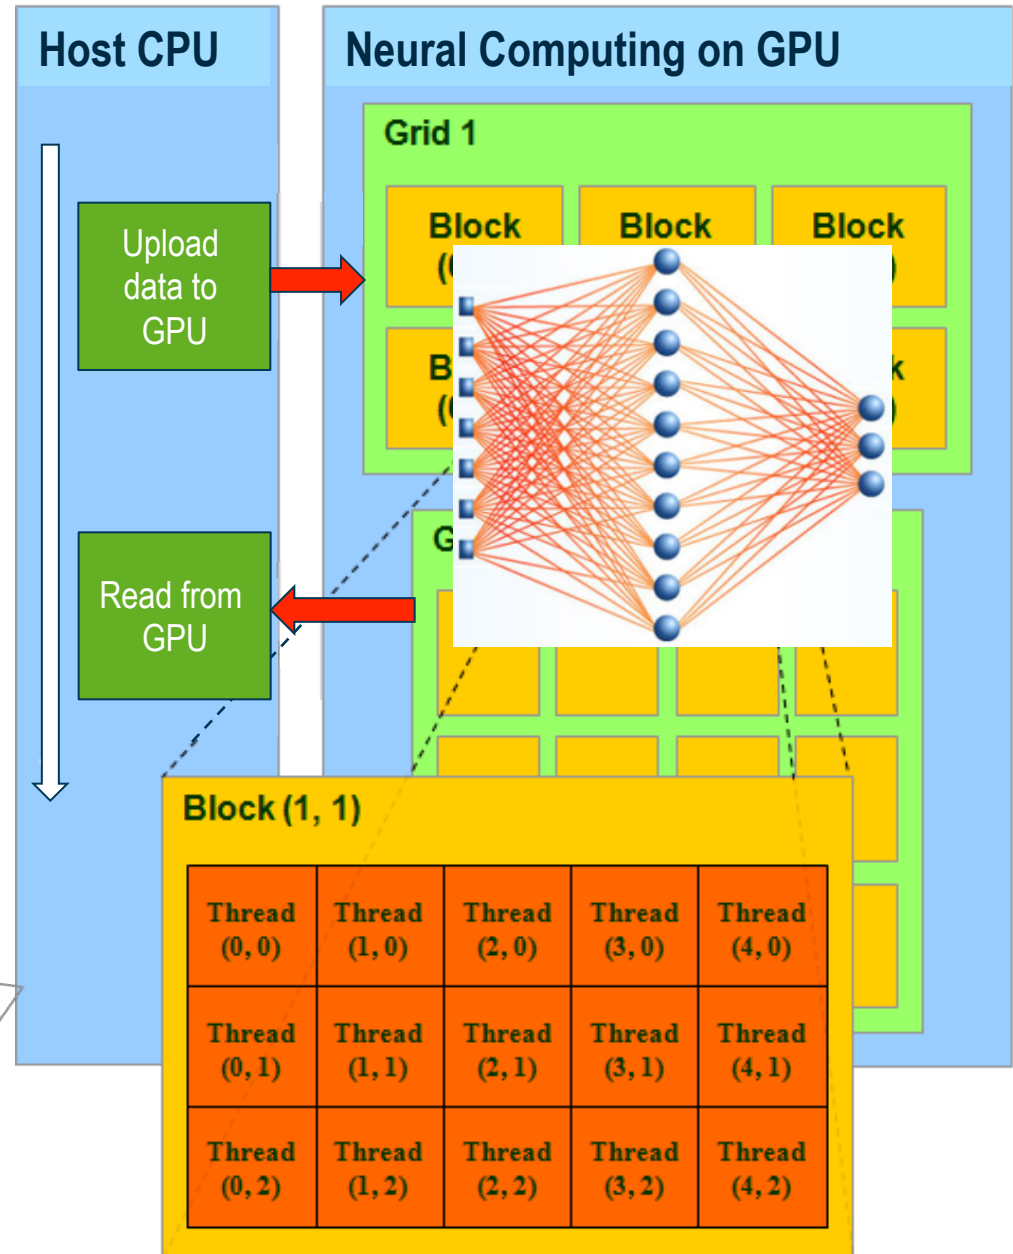 Host CPU
Neural Computing on GPU
Grid 1
Block
Block
Block
Upload
data to
GPU
Read from
GPU
Block (1, 1)
Thread
(0, 0)
Thread
(1, 0)
Thread
(2, 0)
Thread
(3, 0)
Thread
(4, 0)
Thread
(0, 1)
Thread
(1, 1)
Thread
(2, 1)
Thread
(3, 1)
Thread
(4, 1)
Thread
(0, 2)
Thread
(1, 2)
Thread
(2, 2)
Thread
(3, 2)
Thread
(4, 2)